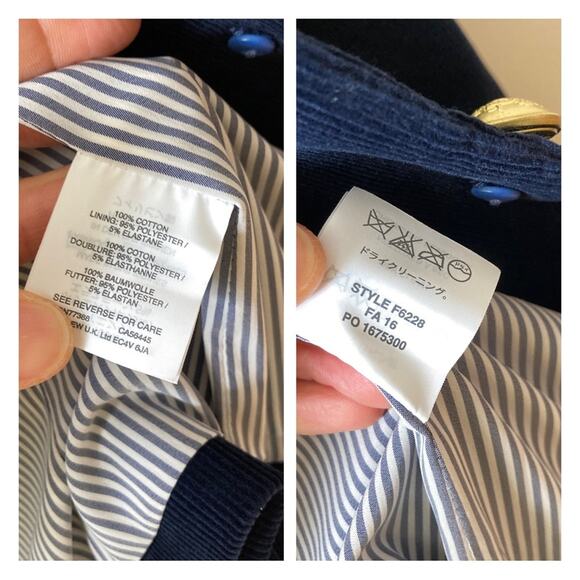 100% COTTON
LINING: 95% POLYESTER /
5% ELASTANE
100% COTON
DOUBLURE: 95% POLYESTER /
5% ELASTHANNE
100% BAUMWOLLE
FUTTER: 95% POLYESTER /
5% ELASTAN
SEE REVERSE FOR CARE
77388 CA56445
EW U.K. Ltd EC4V 6JA
ドライクリーニング。
STYLE F6228
FA 16
PO 1675300